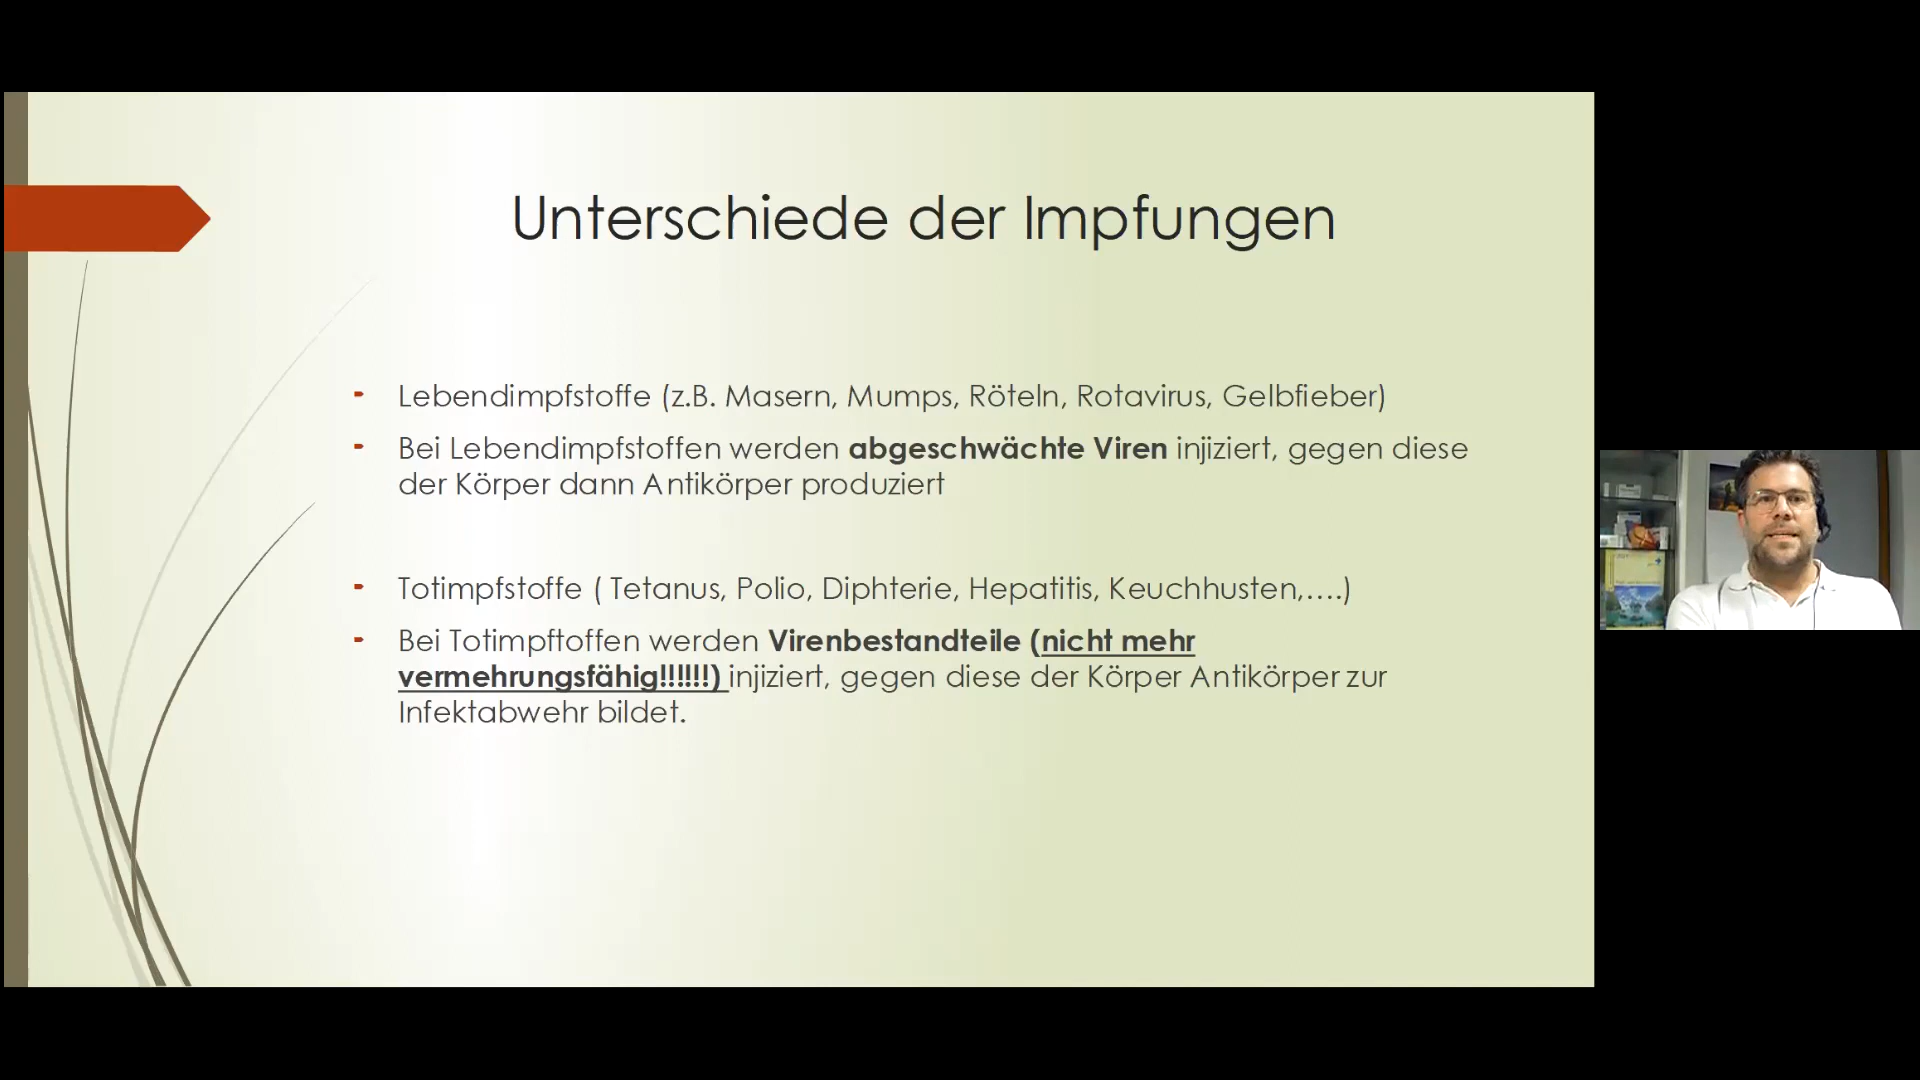 Unterschiede der Impfungen
Lebendimpfstoffe (z.B. Masern, Mumps, Röteln, Rotavirus, Gelbfieber)
Bei Lebendimpfstoffen werden abgeschwächte Viren injiziert, gegen diese
der Körper dann Antikörper produziert
Totimpfstoffe ( Tetanus, Polio, Diphterie, Hepatitis, Keuchhusten,....)
Bei Totimpftoffen werden Virenbestandteile (nicht mehr
vermehrungsfähig!!!!!!) injiziert, gegen diese der Körper Antikörper zur
Infektabwehr bildet.